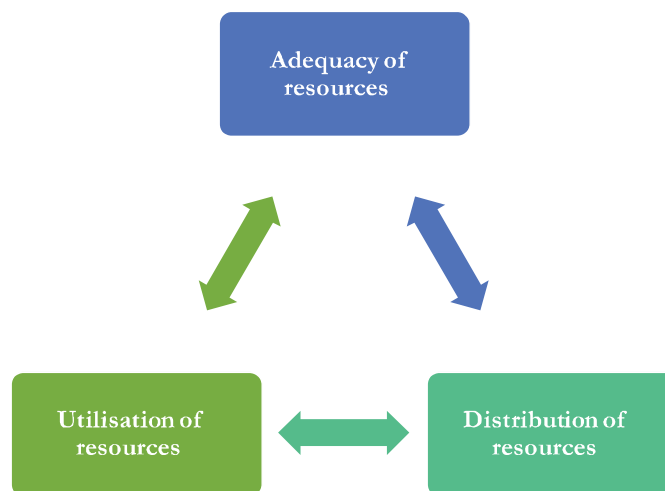 Adequacy of
resources
Utilisation of
resources
Distribution of
resources